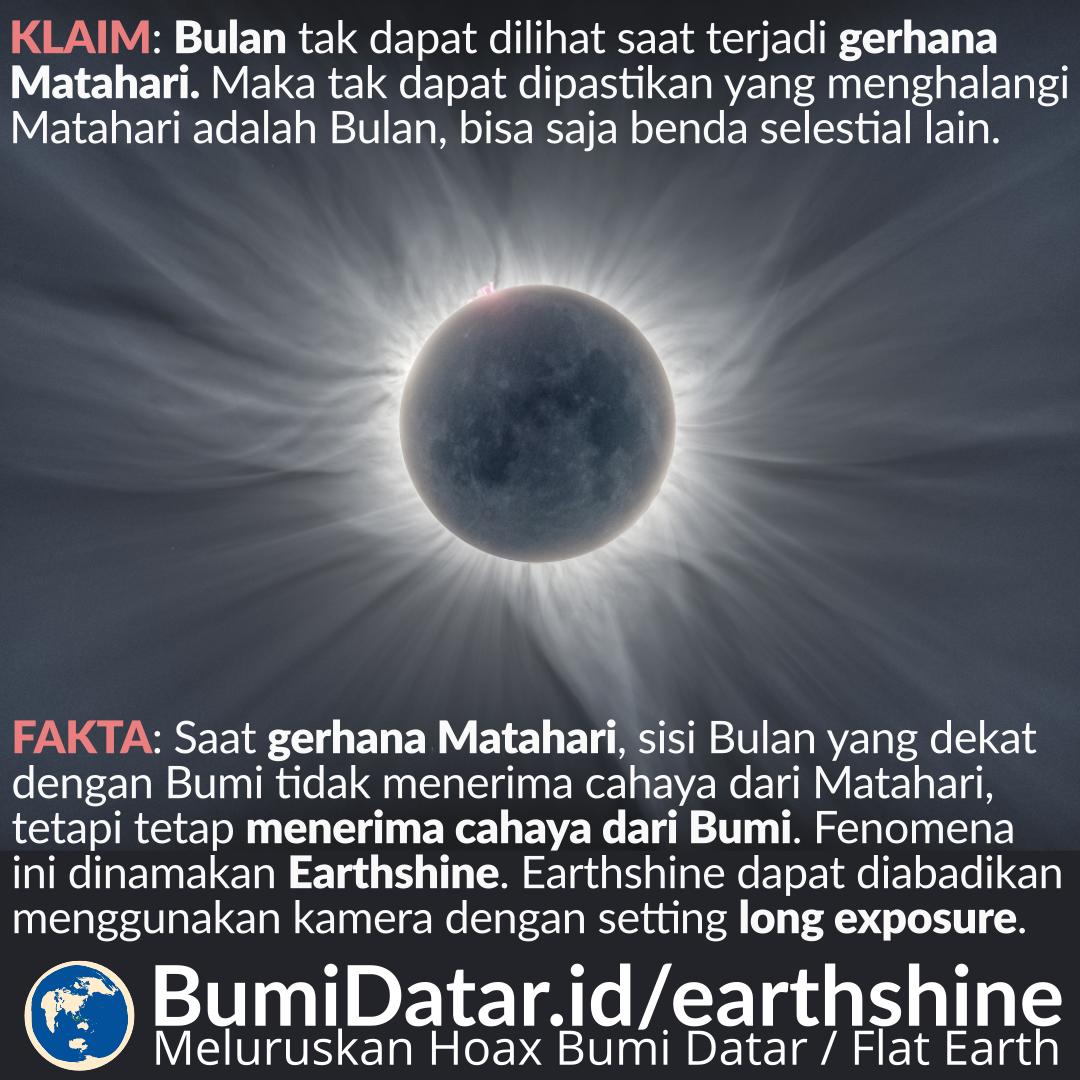 KLAIM: Bulan tak dapat dilihat saat terjadi gerhana
Matahari. Maka tak dapat dipastikan yang menghalangi
Matahari adalah Bulan, bisa saja benda selestial lain.
FAKTA: Saat gerhana Matahari, sisi Bulan yang dekat
dengan Bumi tidak menerima cahaya dari Matahari,
tetapi tetap menerima cahaya dari Bumi. Fenomena
ini dinamakan Earthshine. Earthshine dapat diabadikan
menggunakan kamera dengan setting long exposure.
BumiDatar.id/earthshine
Meluruskan Hoax Bumi Datar / Flat Earth